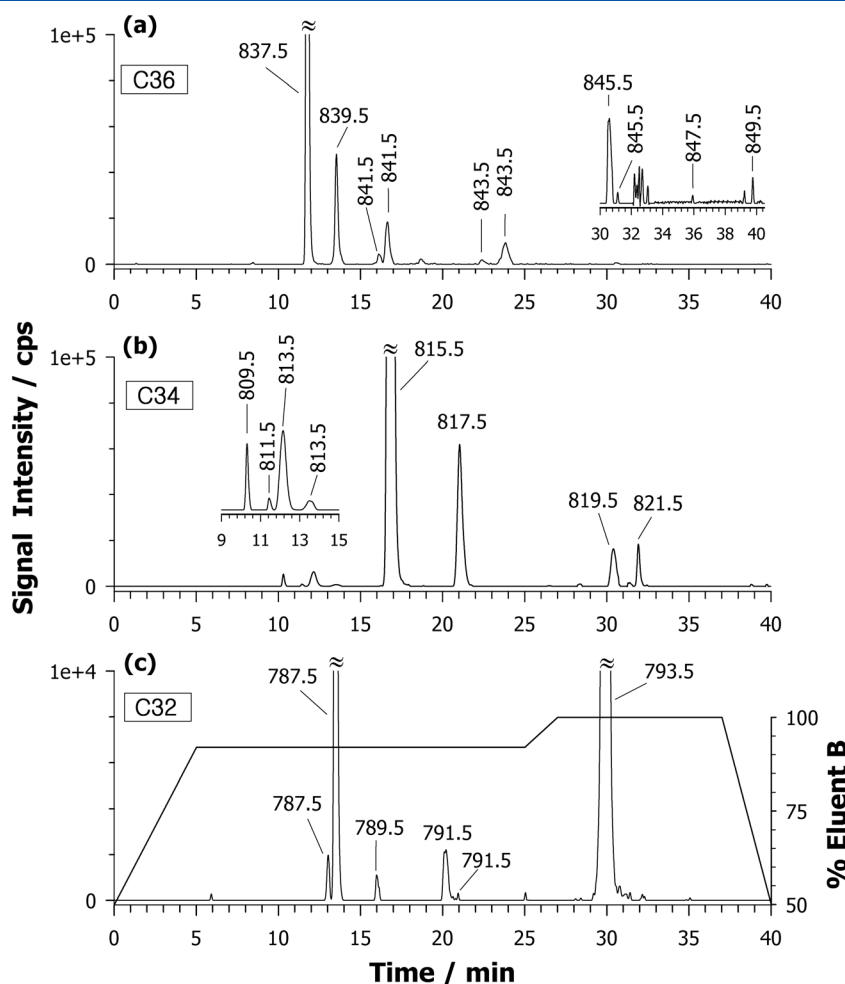 (a)
1e+5
C36
837.5
839.5
841.5
841.5
843.5
843.5
845.5
845.5
847.5
849.5
30 32 34 36 38 40
0
0 5 10 15 20 25 30 35 40
(b)
1e+5
C34
809.5
811.5
813.5
813.5
9 11 13 15
815.5
817.5
819.5
821.5
0
0 5 10 15 20 25 30 35 40
(c)
1e+4
C32
787.5
787.5
789.5
791.5
791.5
793.5
0
100
75
50
% Eluent B
0 5 10 15 20 25 30 35 40
Time / min
Signal Intensity / cps
≈
≈
≈
≈